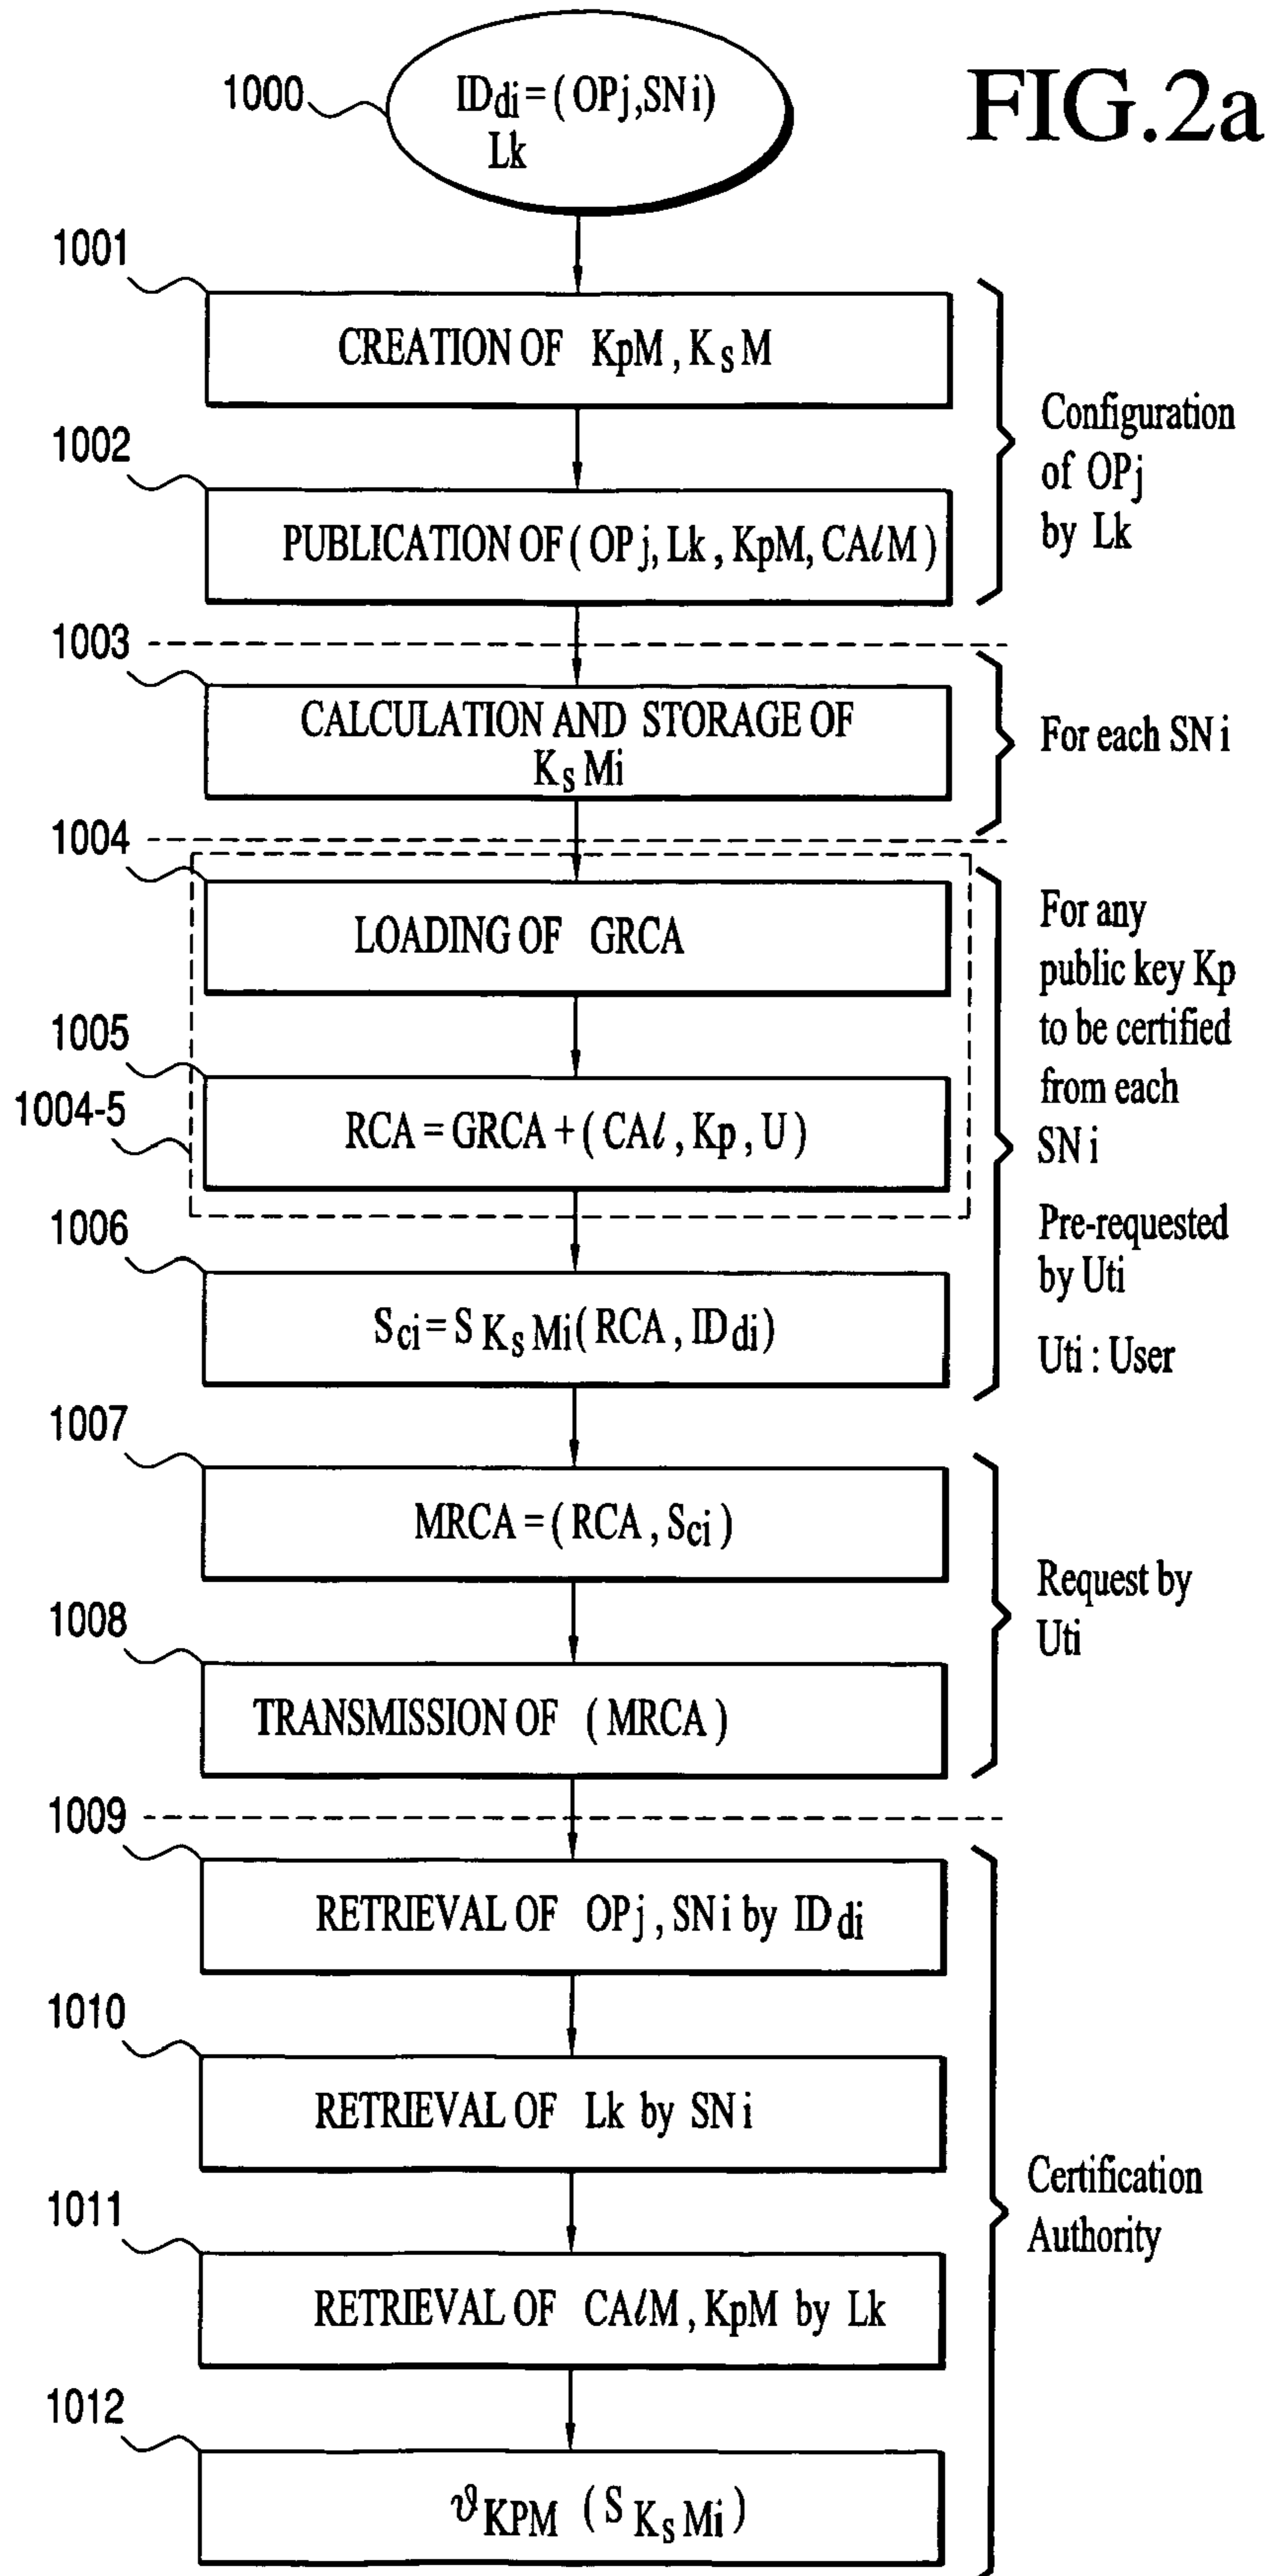 FIG.2a
1000
IDdi=(OPj,SNi)
Lk
1001
CREATION OF KpM, KsM
1002
PUBLICATION OF (OPj, Lk, KpM, CAℓM)
Configuration
of OPj
by Lk
1003
CALCULATION AND STORAGE OF
KsMi
For each SNi
1004
LOADING OF GRCA
1005
1004-5
RCA=GRCA+(CAℓ, Kp, U)
1006
Sci=SKsMi(RCA, IDdi)
For any
public key Kp
to be certified
from each
SNi
Pre-requested
by Uti
Uti : User
1007
MRCA=(RCA, Sci)
1008
TRANSMISSION OF (MRCA)
Request by
Uti
1009
RETRIEVAL OF OPj, SNi by IDdi
1010
RETRIEVAL OF Lk by SNi
1011
RETRIEVAL OF CAℓM, KpM by Lk
1012
ϑKPM (SKsMi)
Certification
Authority